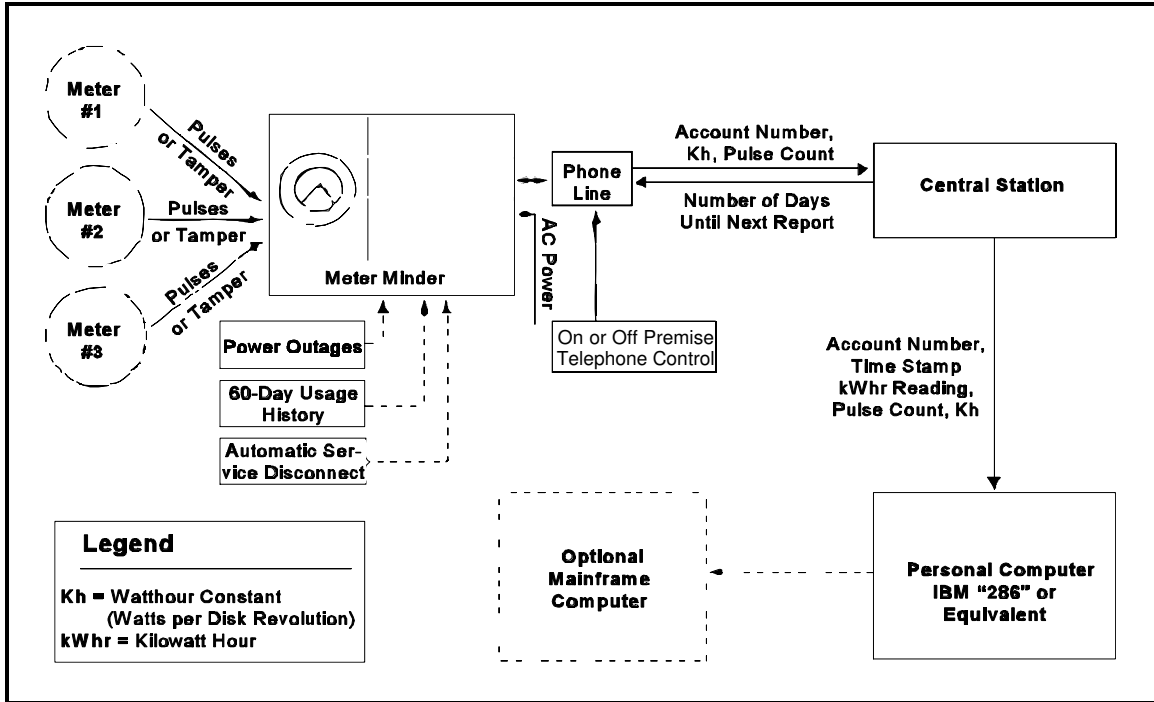 Meter
#1
Pulses
or Tamper
Meter
#2
Pulses
or Tamper
Meter
#3
Pulses
or Tamper
Meter Minder
Power Outages
60-Day Usage
History
Automatic Ser-
vice Disconnect
AC Power
Phone
Line
On or Off Premise
Telephone Control
Account Number,
Kh, Pulse Count
Number of Days
Until Next Report
Central Station
Account Number,
Time Stamp
kWhr Reading,
Pulse Count, Kh
Personal Computer
IBM “286” or
Equivalent
Optional
Mainframe
Computer
Legend
Kh = Watthour Constant
(Watts per Disk Revolution)
kWhr = Kilowatt Hour